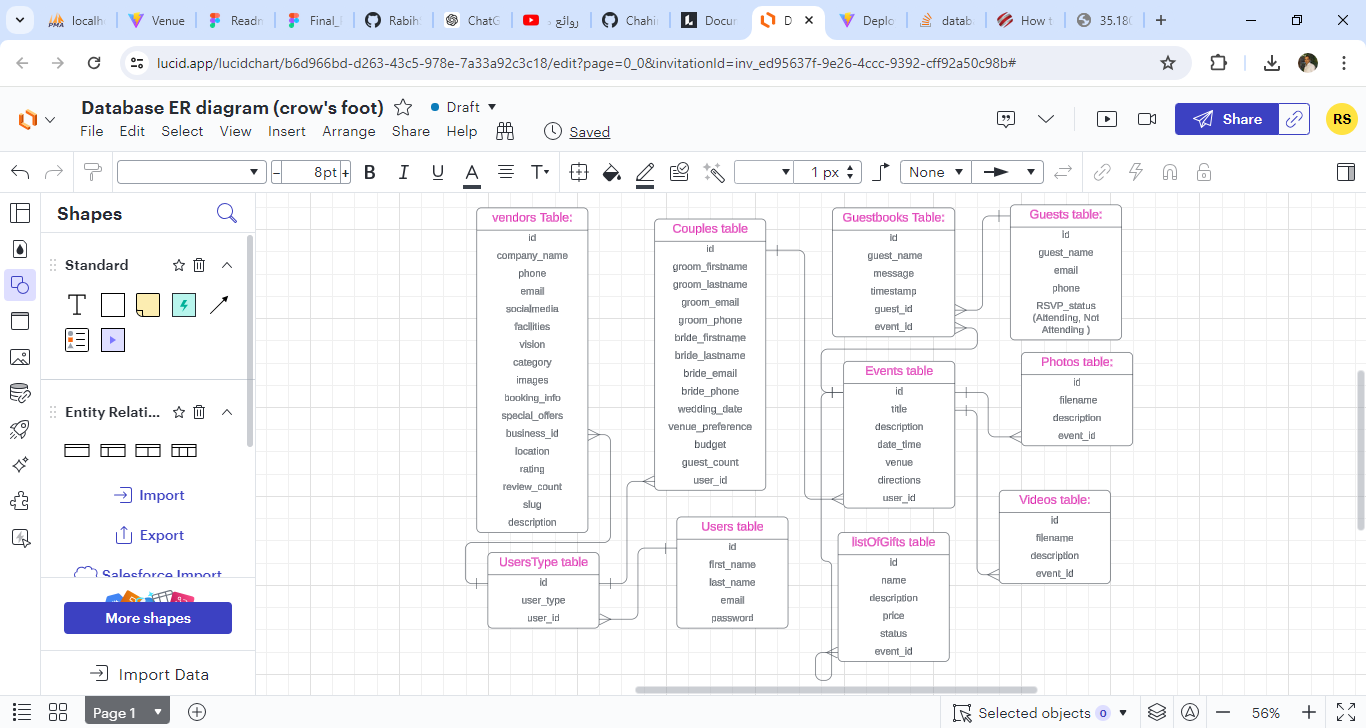 localh
Venue
Readm
Final_
Rabih
ChatG
روائع
Chahi
Docur
D
Deplo
datab
How t
35.180
lucid.app/lucidchart/b6d966bd-d263-43c5-978e-7a33a92c3c18/edit?page=0_0&invitationId=inv_ed95637f-9e26-4ccc-9392-cff92a50c98b#
Database ER diagram (crow's foot)
Draft
File Edit Select View Insert Arrange Share Help
Saved
Share
RS
8 pt
B I U A T
1 px
None
Shapes
Standard
T
Entity Relati...
Import
Export
Salesforce Import
More shapes
Import Data
vendors Table:
id
company_name
phone
email
socialmedia
facilities
vision
category
images
booking_info
special_offers
business_id
location
rating
review_count
slug
description
UsersType table
id
user_type
user_id
Couples table
id
groom_firstname
groom_lastname
groom_email
groom_phone
bride_firstname
bride_lastname
bride_email
bride_phone
wedding_date
venue_preference
budget
guest_count
user_id
Users table
id
first_name
last_name
email
password
Guestbooks Table:
id
guest_name
message
timestamp
guest_id
event_id
Events table
id
title
description
date_time
venue
directions
user_id
listOfGifts table
id
name
description
price
status
event_id
Guests table:
id
guest_name
email
phone
RSVP_status
(Attending, Not
Attending )
Photos table:
id
filename
description
event_id
Videos table:
id
filename
description
event_id
Page 1
Selected objects 0
56%